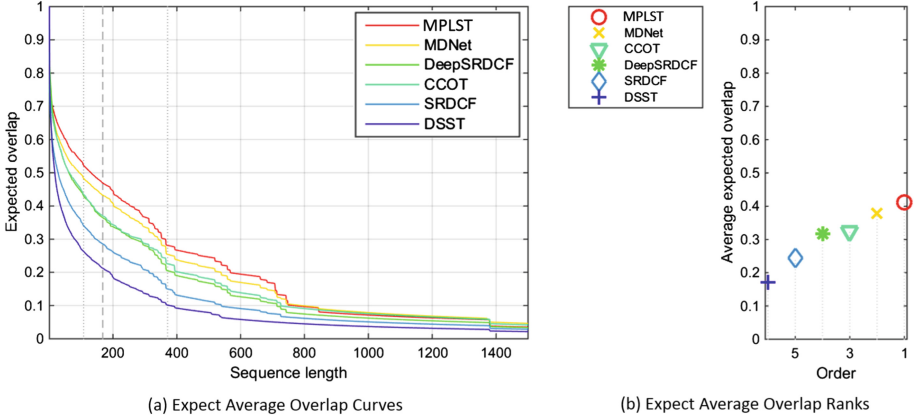 1
0.9
0.8
0.7
0.6
0.5
0.4
0.3
0.2
0.1
0
Expected overlap
200 400 600 800 1000 1200 1400
Sequence length
MPLST
MDNet
DeepSRDCF
CCOT
SRDCF
DSST
(a) Expect Average Overlap Curves
MPLST
MDNet
CCOT
DeepSRDCF
SRDCF
DSST
1
0.9
0.8
0.7
0.6
0.5
0.4
0.3
0.2
0.1
0
Average expected overlap
5 3 1
Order
(b) Expect Average Overlap Ranks